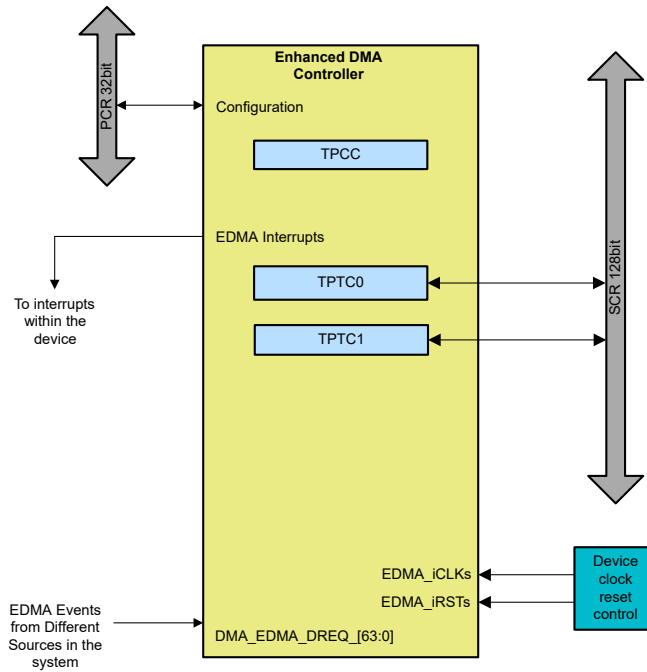 Enhanced DMA
Controller
PCR 32bit
Configuration
TPCC
EDMA Interrupts
To interrupts
within the
device
TPTC0
TPTC1
SCR 128bit
EDMA_iCLKs
EDMA_iRSTs
Device
clock
reset
control
EDMA Events
from Different
Sources in the
system
DMA_EDMA_DREQ_[63:0]